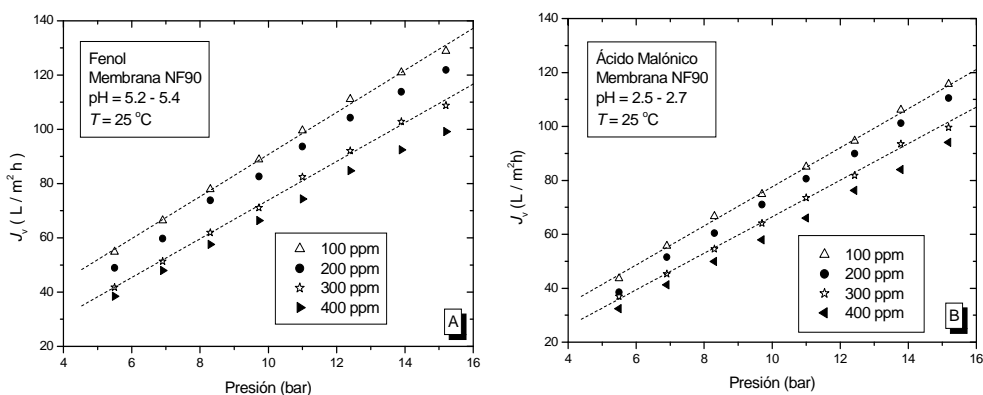 140
120
100
80
60
40
20
J_v ( L / m² h )
Fenol
Membrana NF90
pH = 5.2 - 5.4
T = 25 °C
100 ppm
200 ppm
300 ppm
400 ppm
A
4 6 8 10 12 14 16
Presión (bar)
140
120
100
80
60
40
20
J_v ( L / m²h)
Ácido Malónico
Membrana NF90
pH = 2.5 - 2.7
T = 25 °C
100 ppm
200 ppm
300 ppm
400 ppm
B
4 6 8 10 12 14 16
Presión (bar)